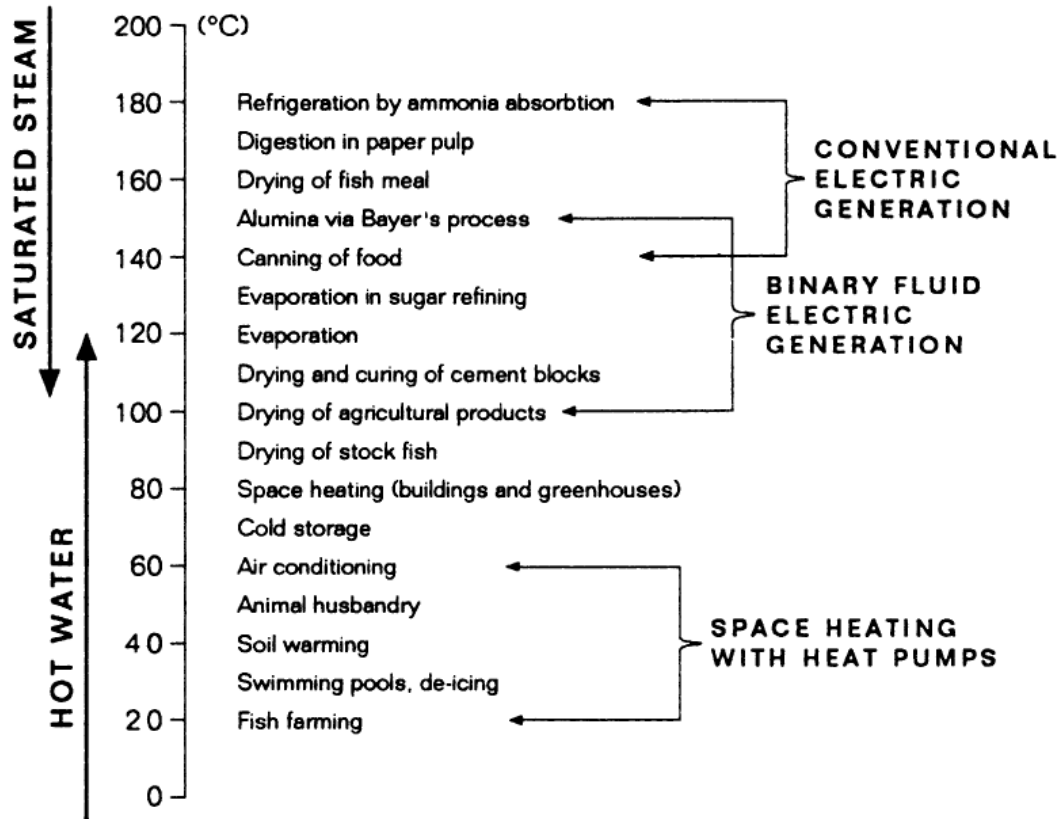 SATURATED STEAM
HOT WATER
200 (°C)
180
160
140
120
100
80
60
40
20
0
Refrigeration by ammonia absorbtion
Digestion in paper pulp
Drying of fish meal
Alumina via Bayer's process
Canning of food
Evaporation in sugar refining
Evaporation
Drying and curing of cement blocks
Drying of agricultural products
Drying of stock fish
Space heating (buildings and greenhouses)
Cold storage
Air conditioning
Animal husbandry
Soil warming
Swimming pools, de-icing
Fish farming
CONVENTIONAL
ELECTRIC
GENERATION
BINARY FLUID
ELECTRIC
GENERATION
SPACE HEATING
WITH HEAT PUMPS